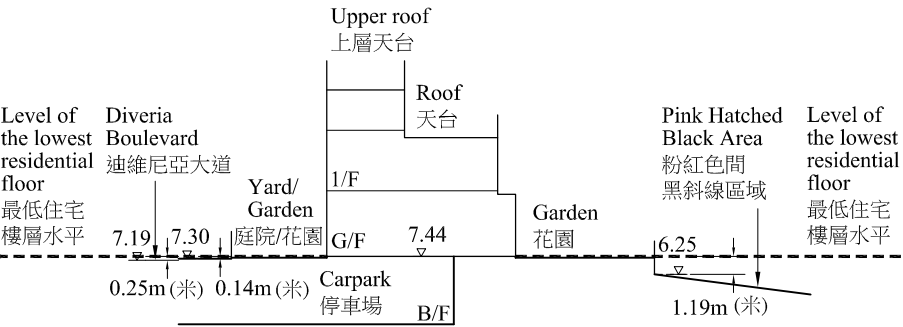 Upper roof
上層天台
Roof
天台
Level of
the lowest
residential
floor
最低住宅
樓層水平
Diveria
Boulevard
迪維尼亞大道
Yard/
Garden
庭院/花園
1/F
G/F
7.19
7.30
7.44
0.25m (米)
0.14m (米)
Carpark
停車場
B/F
Garden
花園
Pink Hatched
Black Area
粉紅色間
黑斜線區域
6.25
1.19m (米)
Level of
the lowest
residential
floor
最低住宅
樓層水平